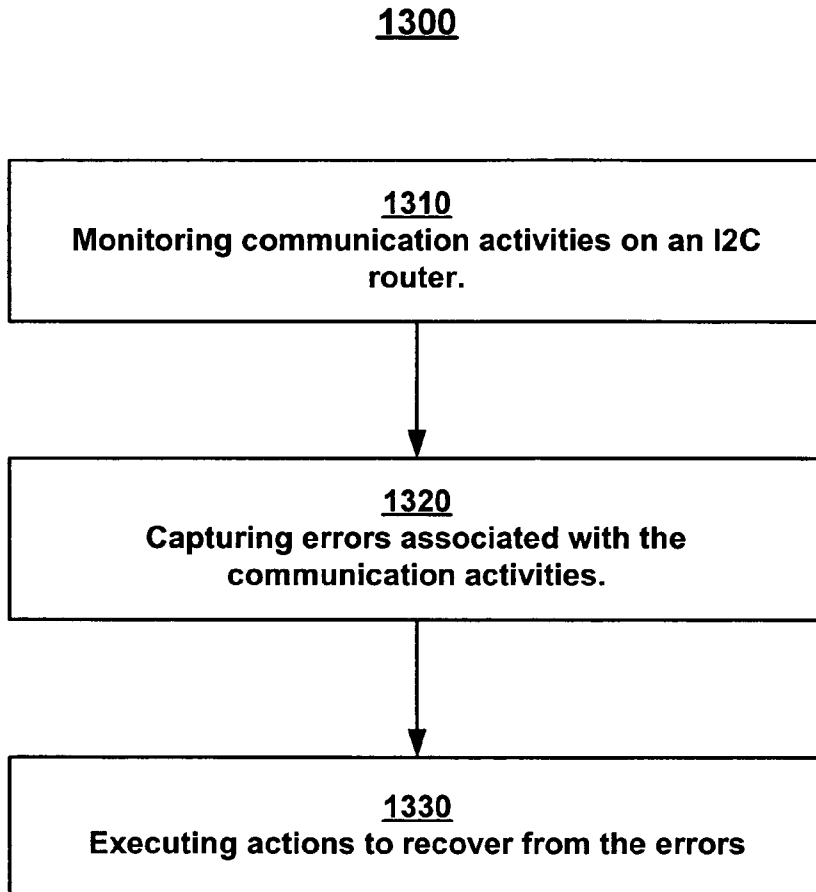 1300
1310
Monitoring communication activities on an I2C
router.
1320
Capturing errors associated with the
communication activities.
1330
Executing actions to recover from the errors